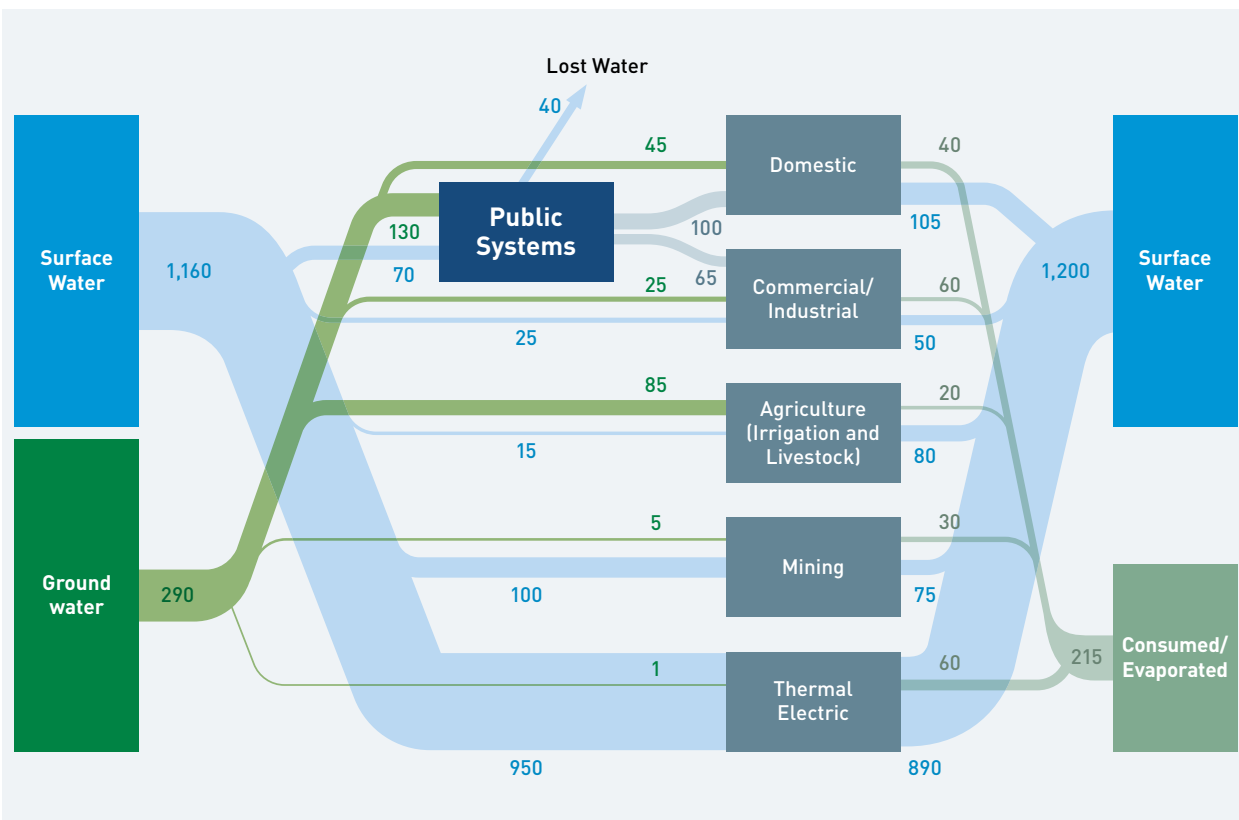 Lost Water
40
45
Domestic
40
Public
Systems
130
100
105
Surface
Water
1,160
70
65
25
Commercial/
Industrial
60
1,200
Surface
Water
25
50
85
Agriculture
(Irrigation and
Livestock)
20
15
80
5
30
Ground
water
290
Mining
100
75
1
Thermal
Electric
60
215
Consumed/
Evaporated
950
890